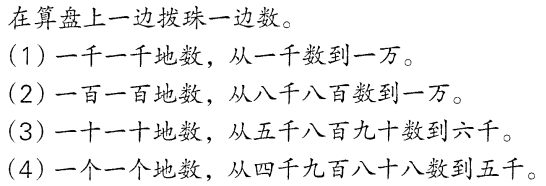 在算盘上一边拨珠一边数。
(1)一千一千地数，从一千数到一万。
(2)一百一百地数，从八千八百数到一万。
(3)一十一十地数，从五千八百九十数到六千。
(4)一个一个地数，从四千九百八十八数到五千。